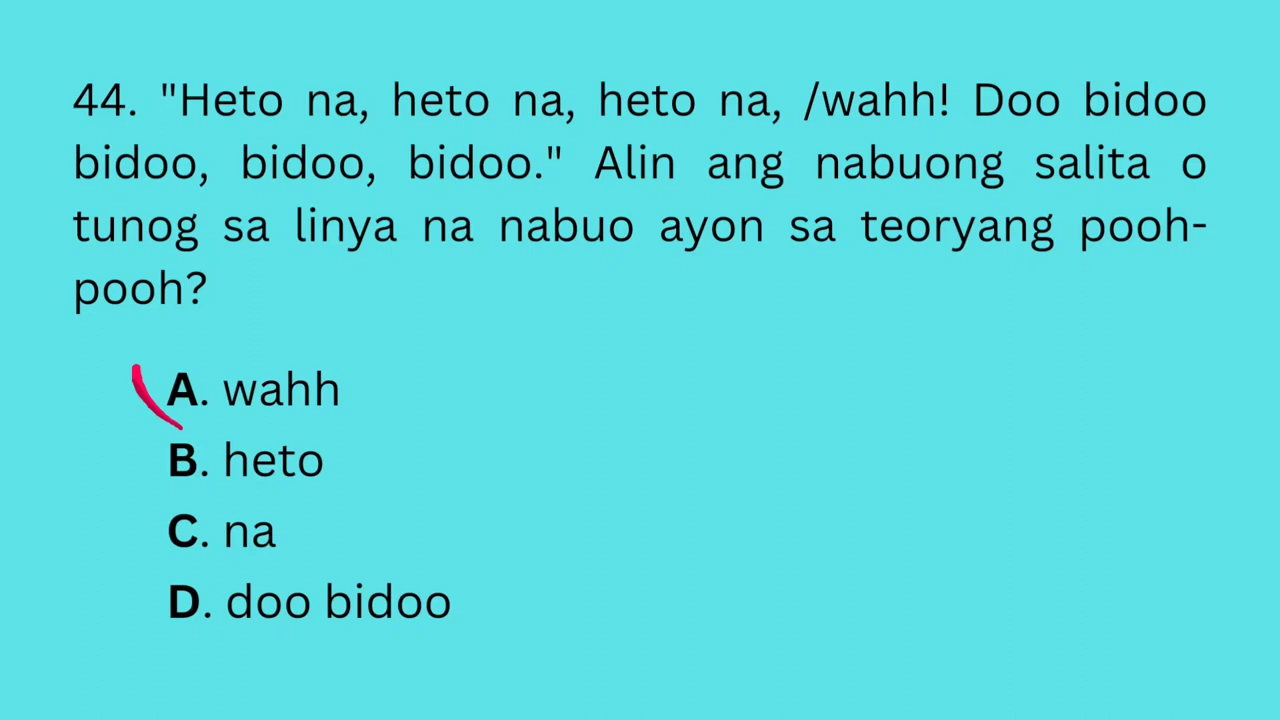 44. "Heto na, heto na, heto na, /wahh! Doo bidoo
bidoo, bidoo, bidoo." Alin ang nabuong salita o
tunog sa linya na nabuo ayon sa teoryang pooh-
pooh?
A. wahh
B. heto
C. na
D. doo bidoo